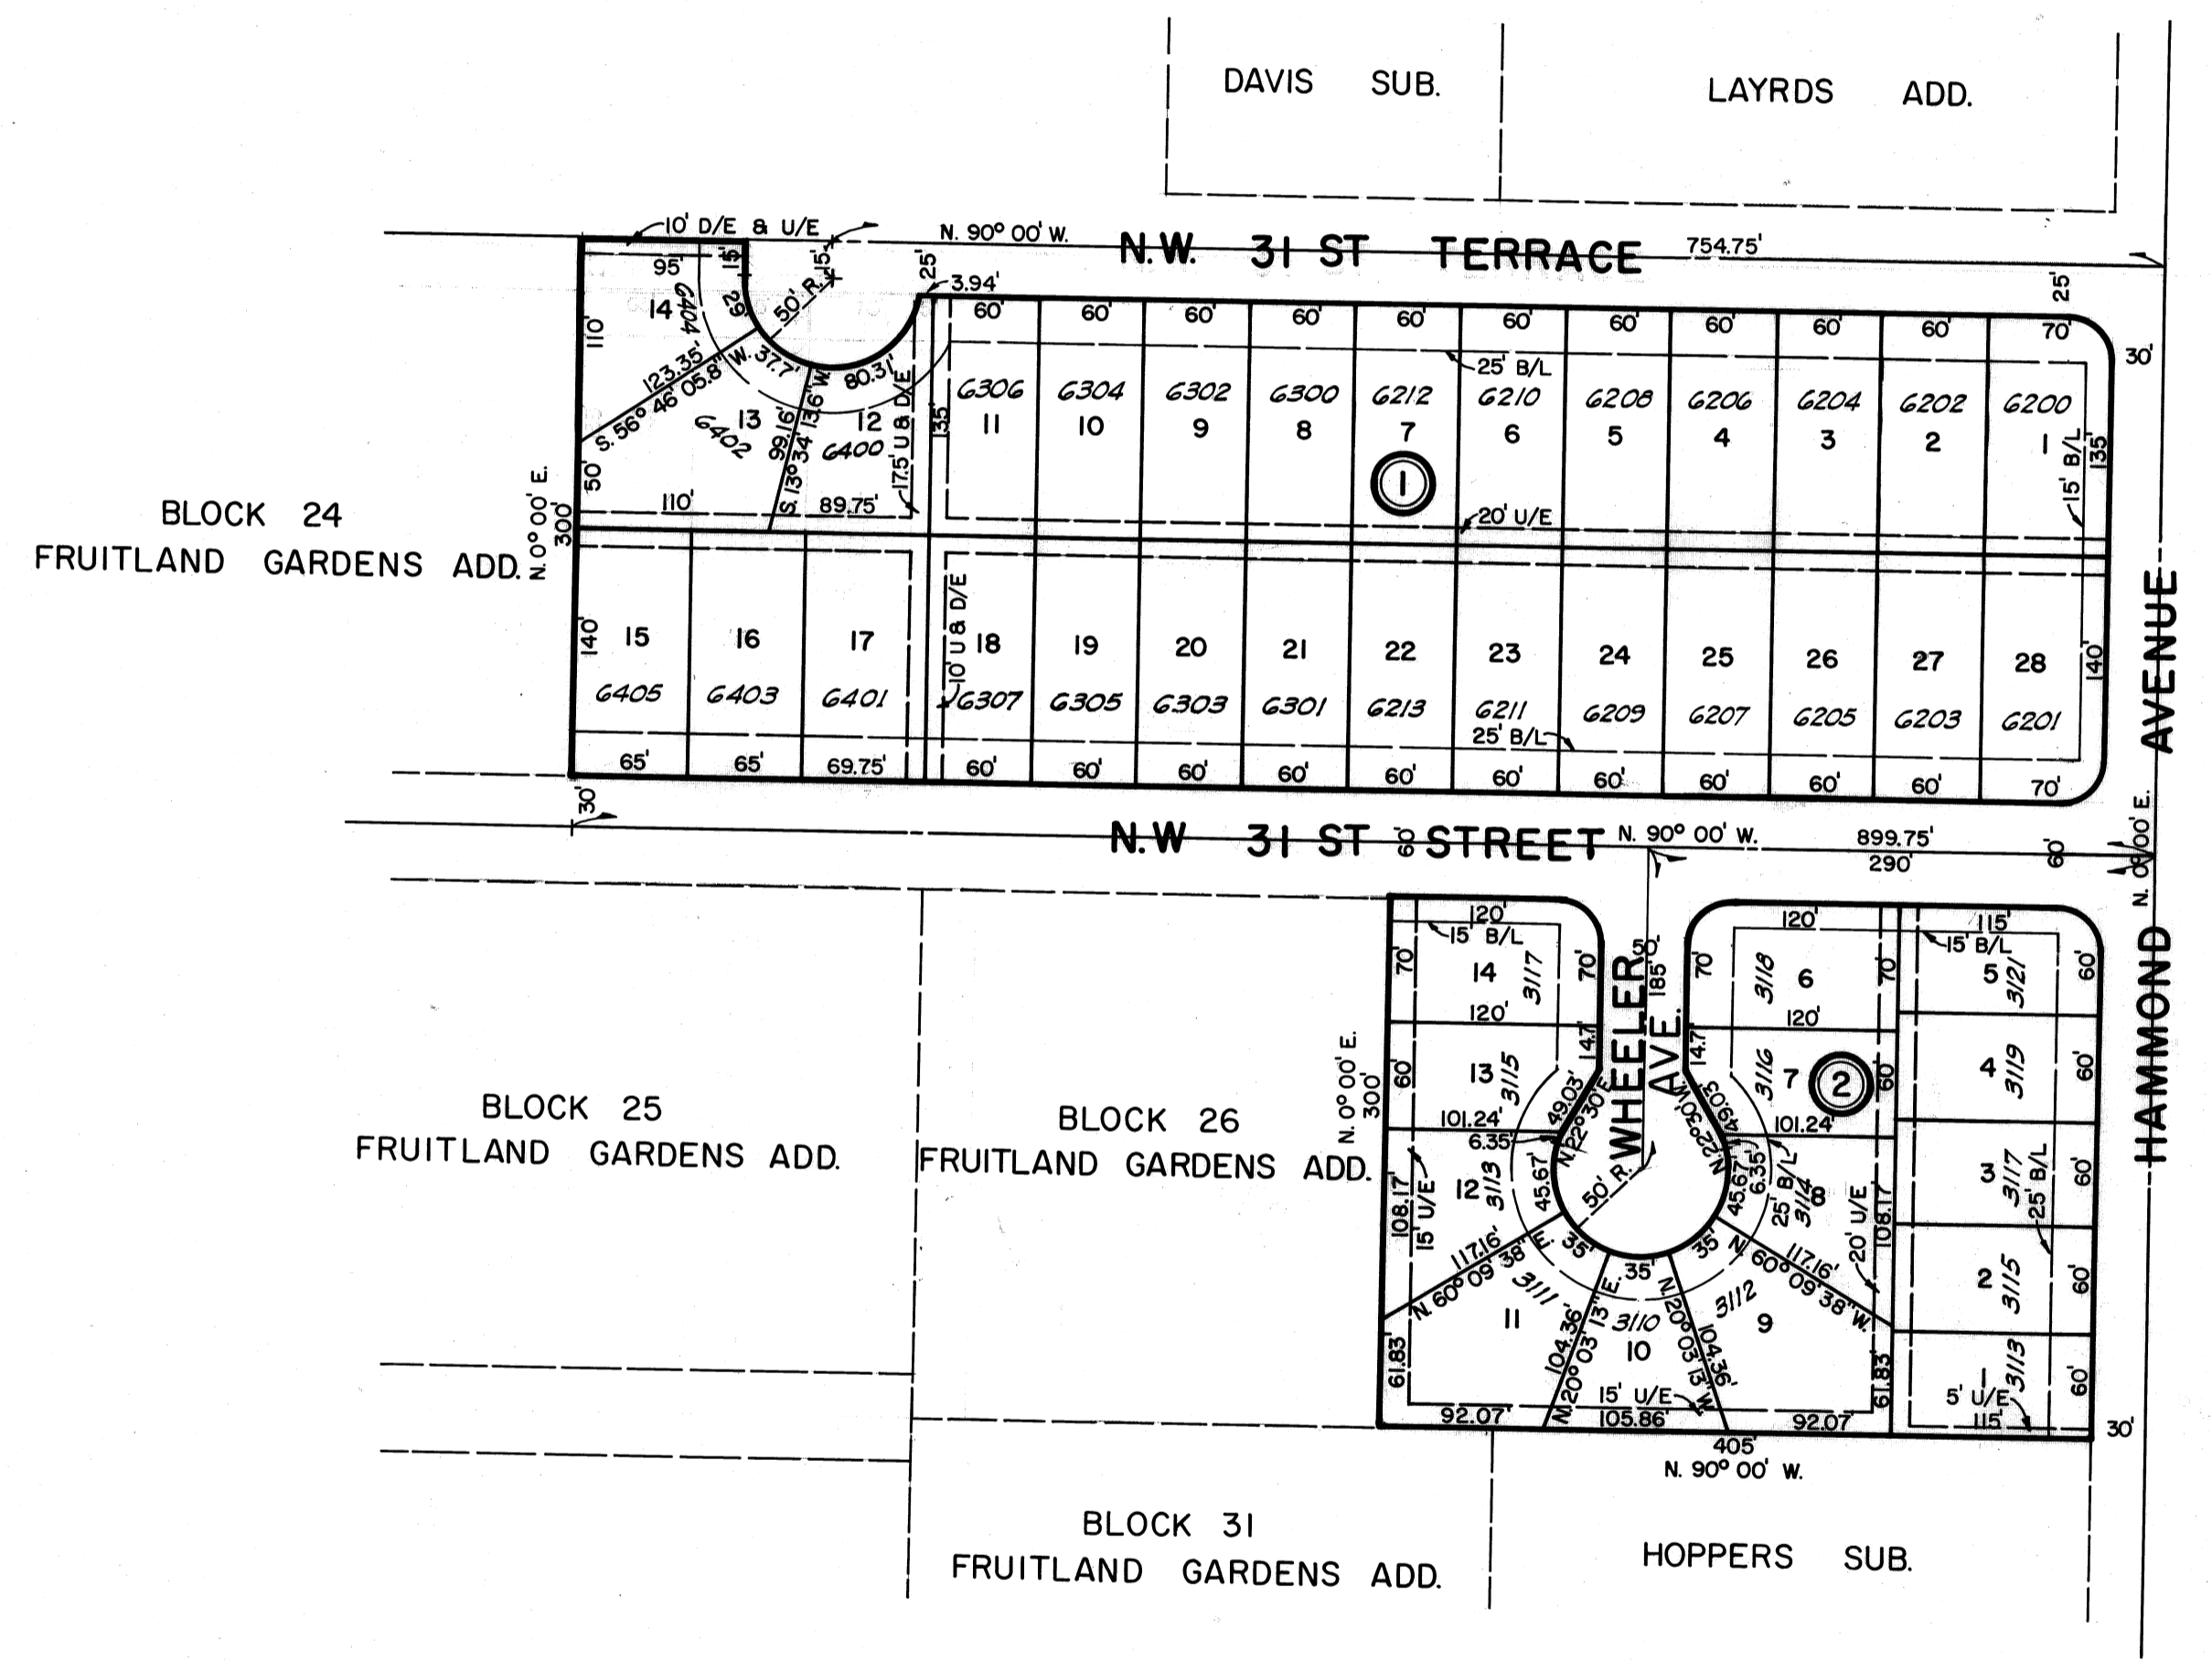 DAVIS SUB.
LAYRDS ADD.
10' D/E & U/E
N. 90° 00' W.
N.W. 31 ST TERRACE
754.75'
95'
15'
15'
25'
3.94'
25'
14
6404
29'
50' R.
110'
60' 60' 60' 60' 60' 60' 60' 60' 60' 60' 70'
30'
123.35'
S. 56° 46' 05.8" W.
37.7'
80.31'
25' B/L
13
6402
99.16'
S. 13° 34' 13.6" W.
12
6400
17.5' U & D/E
135'
6306 6304 6302 6300 6212 6210 6208 6206 6204 6202 6200
11 10 9 8 7 6 5 4 3 2 1
1
15' B/L
135'
50'
110'
89.75'
20' U/E
N. 0° 00' E.
300'
BLOCK 24
FRUITLAND GARDENS ADD.
140'
10' U & D/E
15 16 17 18 19 20 21 22 23 24 25 26 27 28
140'
6405 6403 6401 6307 6305 6303 6301 6213 6211 6209 6207 6205 6203 6201
25' B/L
65' 65' 69.75' 60' 60' 60' 60' 60' 60' 60' 60' 60' 60' 70'
HAMMOND AVENUE
N. 0° 00' E.
30'
N.W 31 ST STREET
60'
N. 90° 00' W.
899.75'
290'
60'
120'
15' B/L
70'
14
3117
70'
120'
WHEELER AVE.
50'
185'
120'
70'
3118
6
70'
120'
115'
15' B/L
5
3121
60'
N. 0° 00' E.
300'
60'
13
3115
14.7'
49.03'
N. 22° 30' E.
101.24'
6.35'
14.7'
49.03'
N. 22° 30' W.
3116
7
2
60'
101.24'
4
3119
60'
108.17'
15' U/E
12
3113
45.67'
50' R.
45.67'
6.35'
25' B/L
3114
8
20' U/E
108.17'
3
3117
25' B/L
60'
117.16'
N. 60° 09' 38" E.
35'
35'
35'
117.16'
N. 60° 09' 38" W.
2
3115
60'
3111
11
61.83'
104.36'
N. 20° 03' 13" E.
3110
10
N. 20° 03' 13" W.
104.36'
3112
9
61.83'
1
3113
60'
15' U/E
5' U/E
92.07'
105.86'
92.07'
115'
30'
405'
N. 90° 00' W.
BLOCK 25
FRUITLAND GARDENS ADD.
BLOCK 26
FRUITLAND GARDENS ADD.
BLOCK 31
FRUITLAND GARDENS ADD.
HOPPERS SUB.